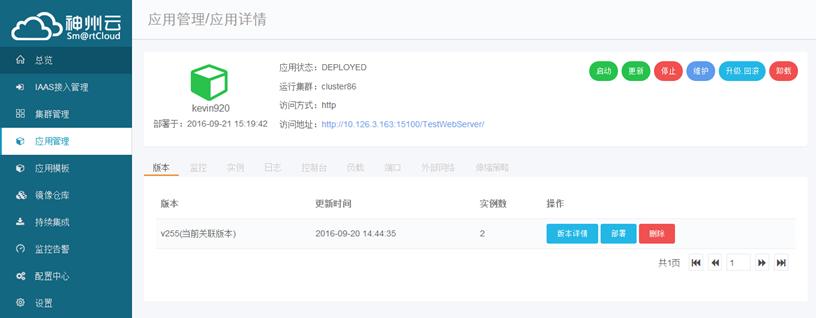 神州云
Sm@rtCloud
总览
IAAS接入管理
集群管理
应用管理
应用模板
镜像仓库
持续集成
监控告警
配置中心
设置
应用管理/应用详情
kevin920
部署于：2016-09-21 15:19:42
应用状态：DEPLOYED
运行集群：cluster86
访问方式：http
访问地址：http://10.126.3.163:15100/TestWebServer/
启动 更新 停止 维护 升级.回滚 卸载
版本 监控 实例 日志 控制台 负载 端口 外部网络 伸缩策略
版本 更新时间 实例数 操作
v255(当前关联版本) 2016-09-20 14:44:35 2 版本详情 部署 删除
共1页 1